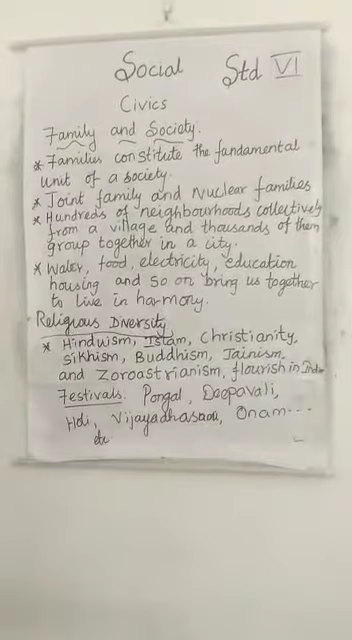 Social Std VI
Civics
Family and Society.
* Families constitute the fundamental
unit of a society.
* Joint family and Nuclear families
* Hundreds of neighbourhoods collectively
from a village and thousands of them
group together in a city.
* Water, food, electricity, education
housing and so on bring us together
to live in harmony.
Religious Diversity
* Hinduism, Islam, Christianity,
Sikhism, Buddhism, Jainism,
and Zoroastrianism, flourish in India
Festivals: Pongal, Deepavali,
Holi, Vijayadhasami, Onam...
etc